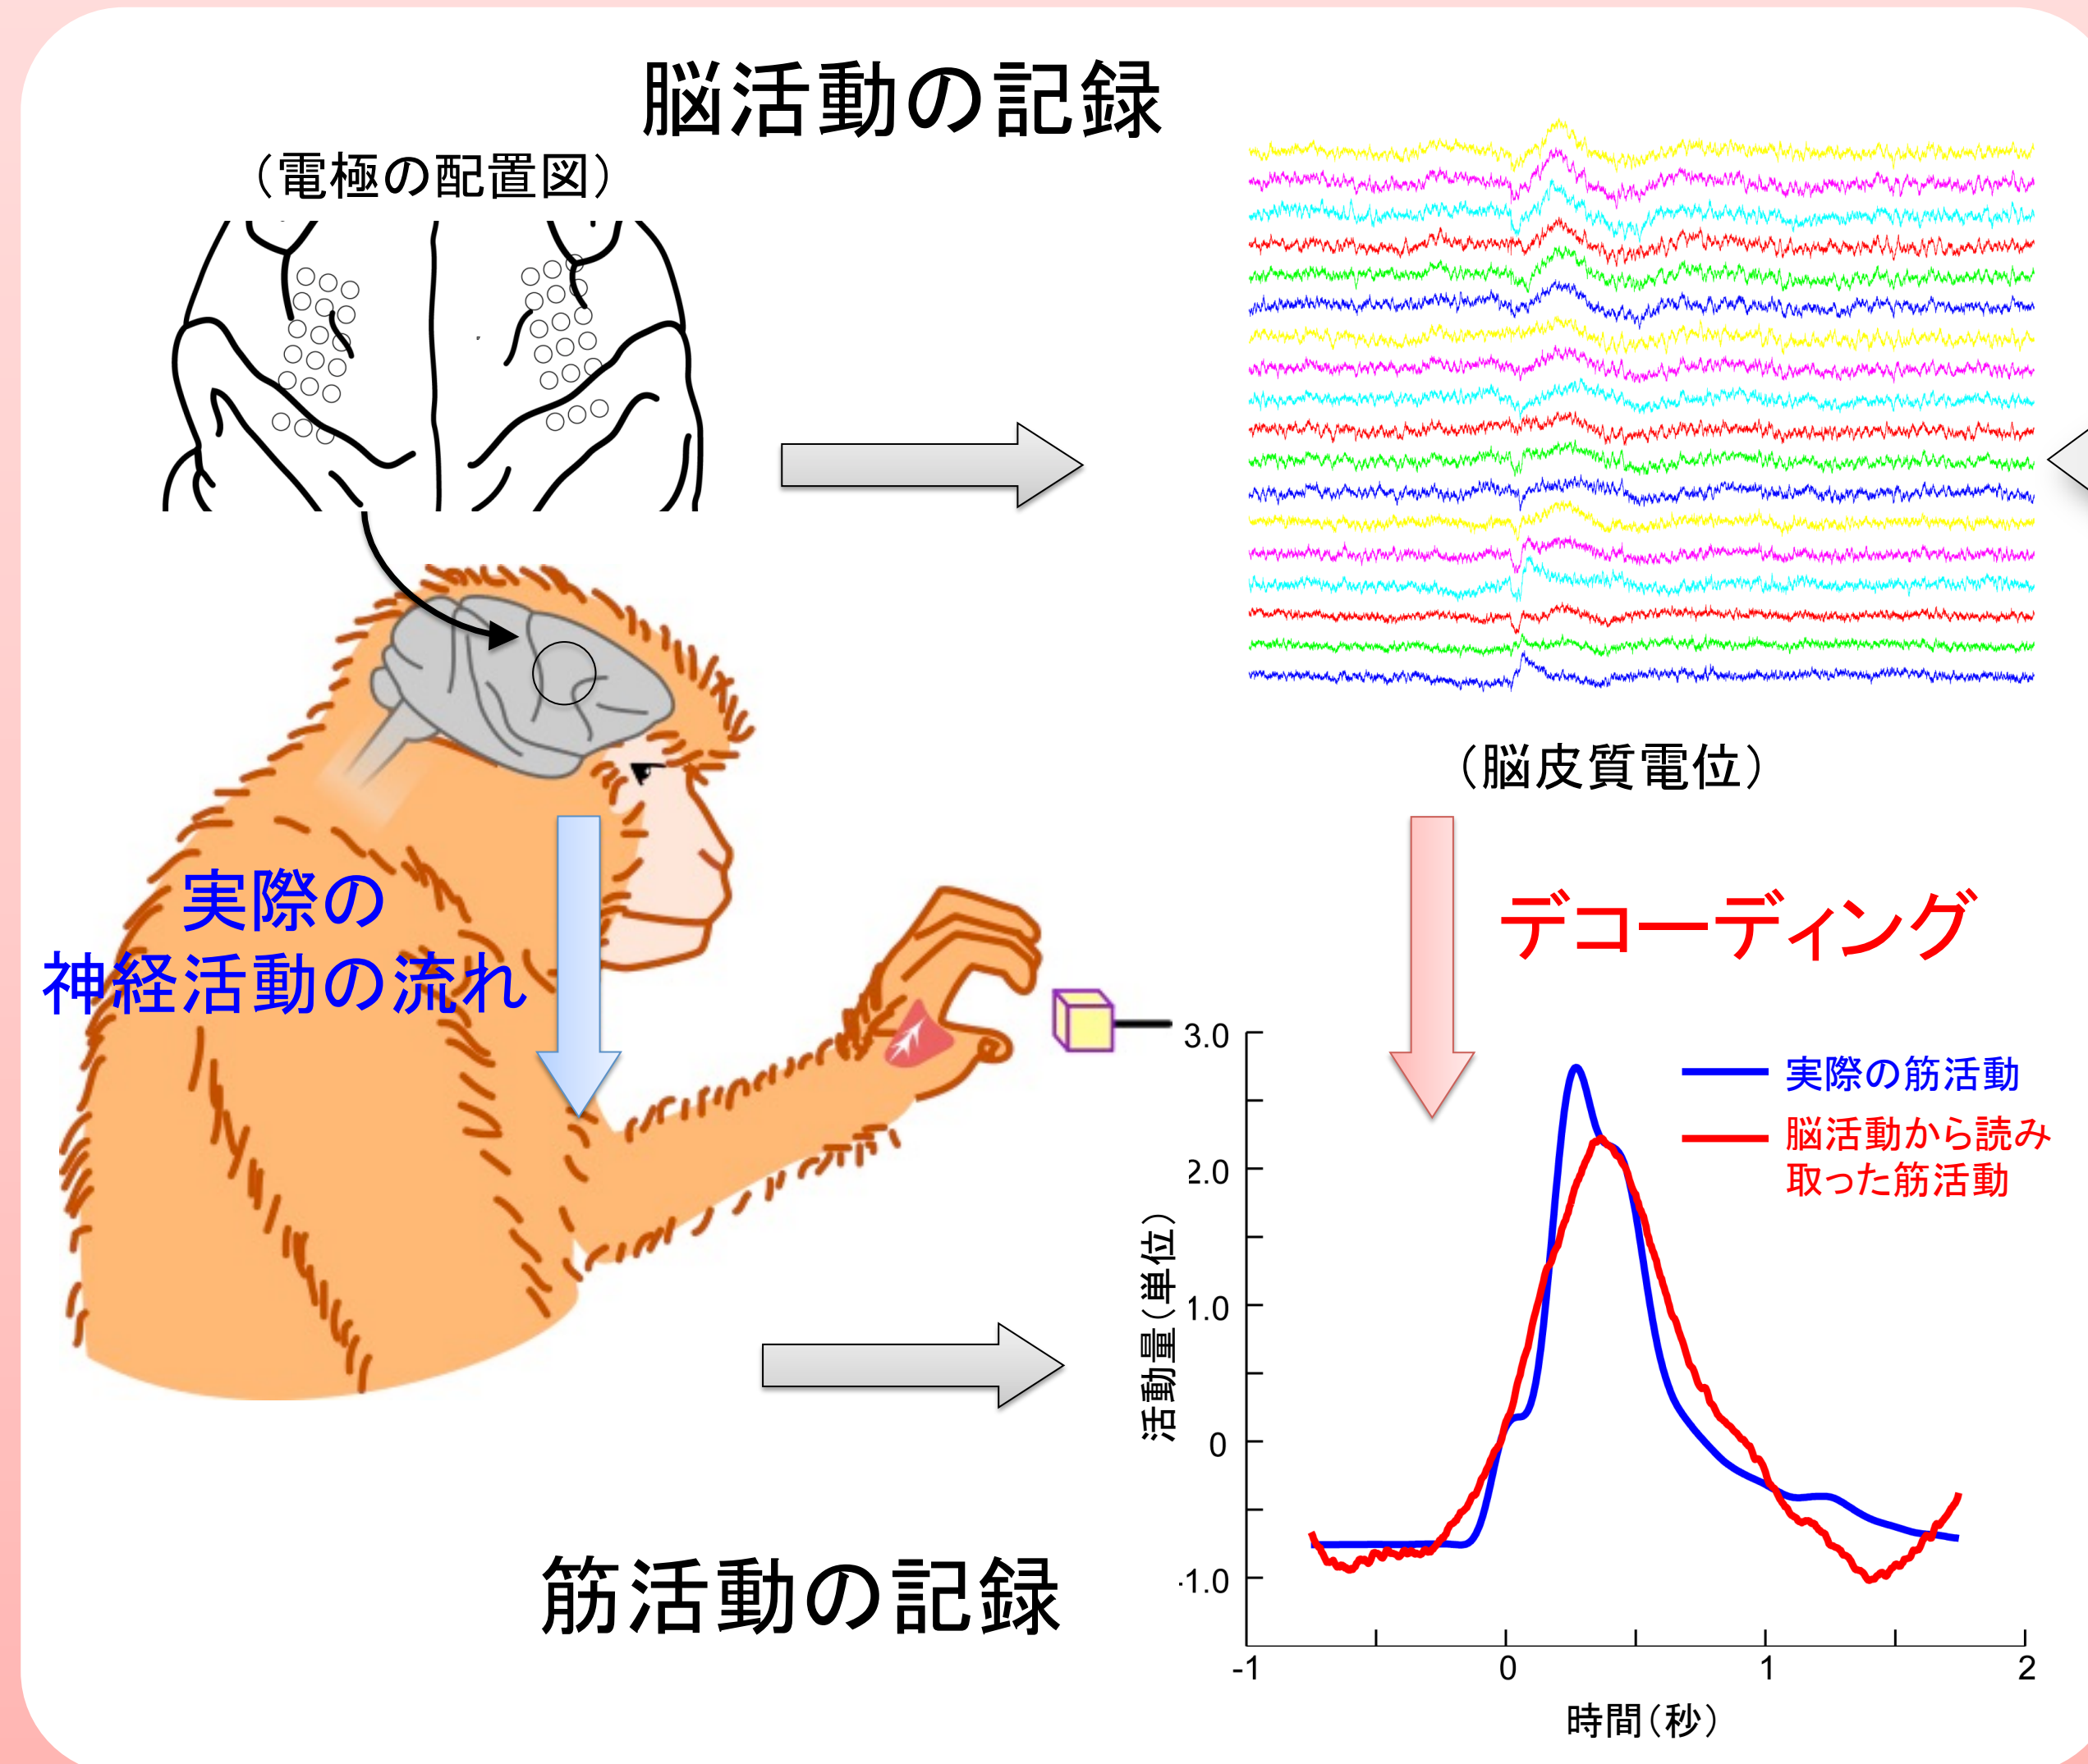 脳活動の記録
（電極の配置図）
（脳皮質電位）
実際の
神経活動の流れ
デコーディング
実際の筋活動
脳活動から読み
取った筋活動
活動量（単位）
3.0
2.0
1.0
0
-1.0
-1 0 1 2
時間（秒）
筋活動の記録